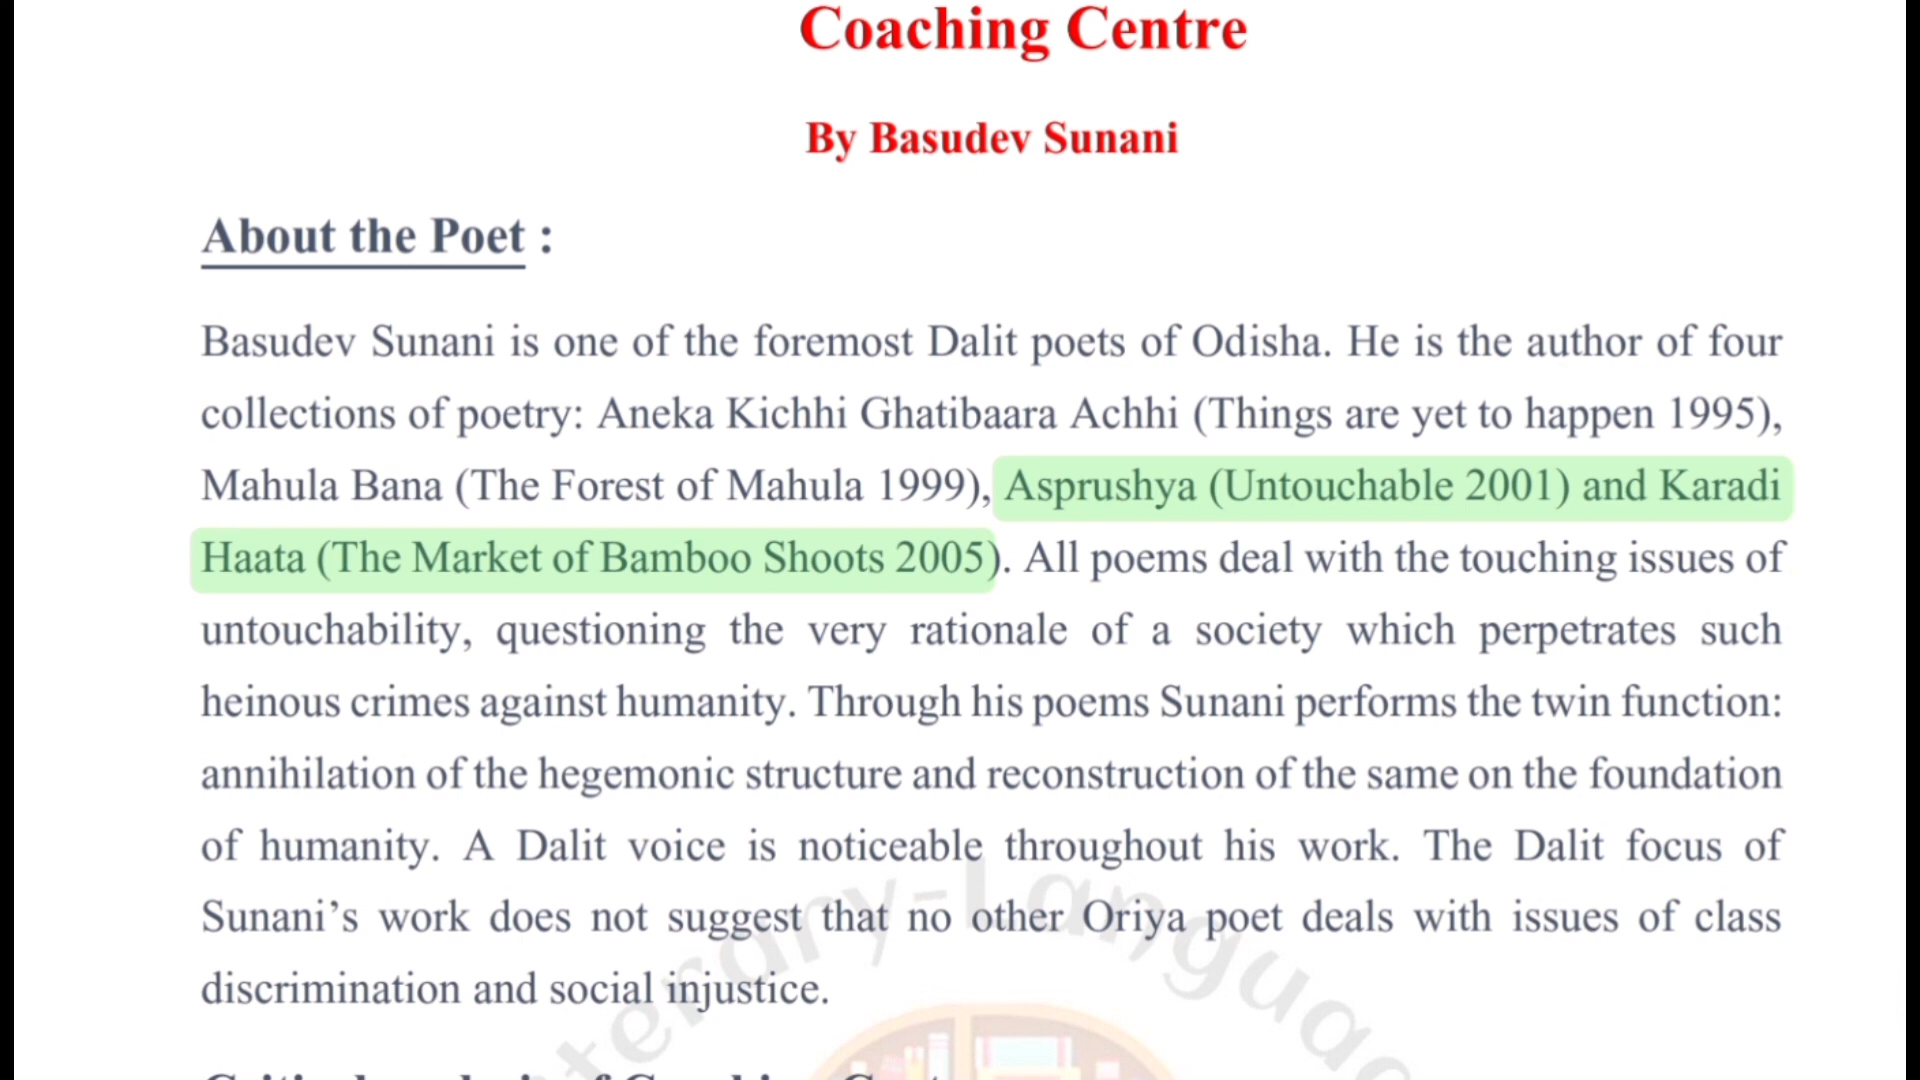 Coaching Centre
By Basudev Sunani
About the Poet :
Basudev Sunani is one of the foremost Dalit poets of Odisha. He is the author of four
collections of poetry: Aneka Kichhi Ghatibaara Achhi (Things are yet to happen 1995),
Mahula Bana (The Forest of Mahula 1999), Asprushya (Untouchable 2001) and Karadi
Haata (The Market of Bamboo Shoots 2005). All poems deal with the touching issues of
untouchability, questioning the very rationale of a society which perpetrates such
heinous crimes against humanity. Through his poems Sunani performs the twin function:
annihilation of the hegemonic structure and reconstruction of the same on the foundation
of humanity. A Dalit voice is noticeable throughout his work. The Dalit focus of
Sunani’s work does not suggest that no other Oriya poet deals with issues of class
discrimination and social injustice.